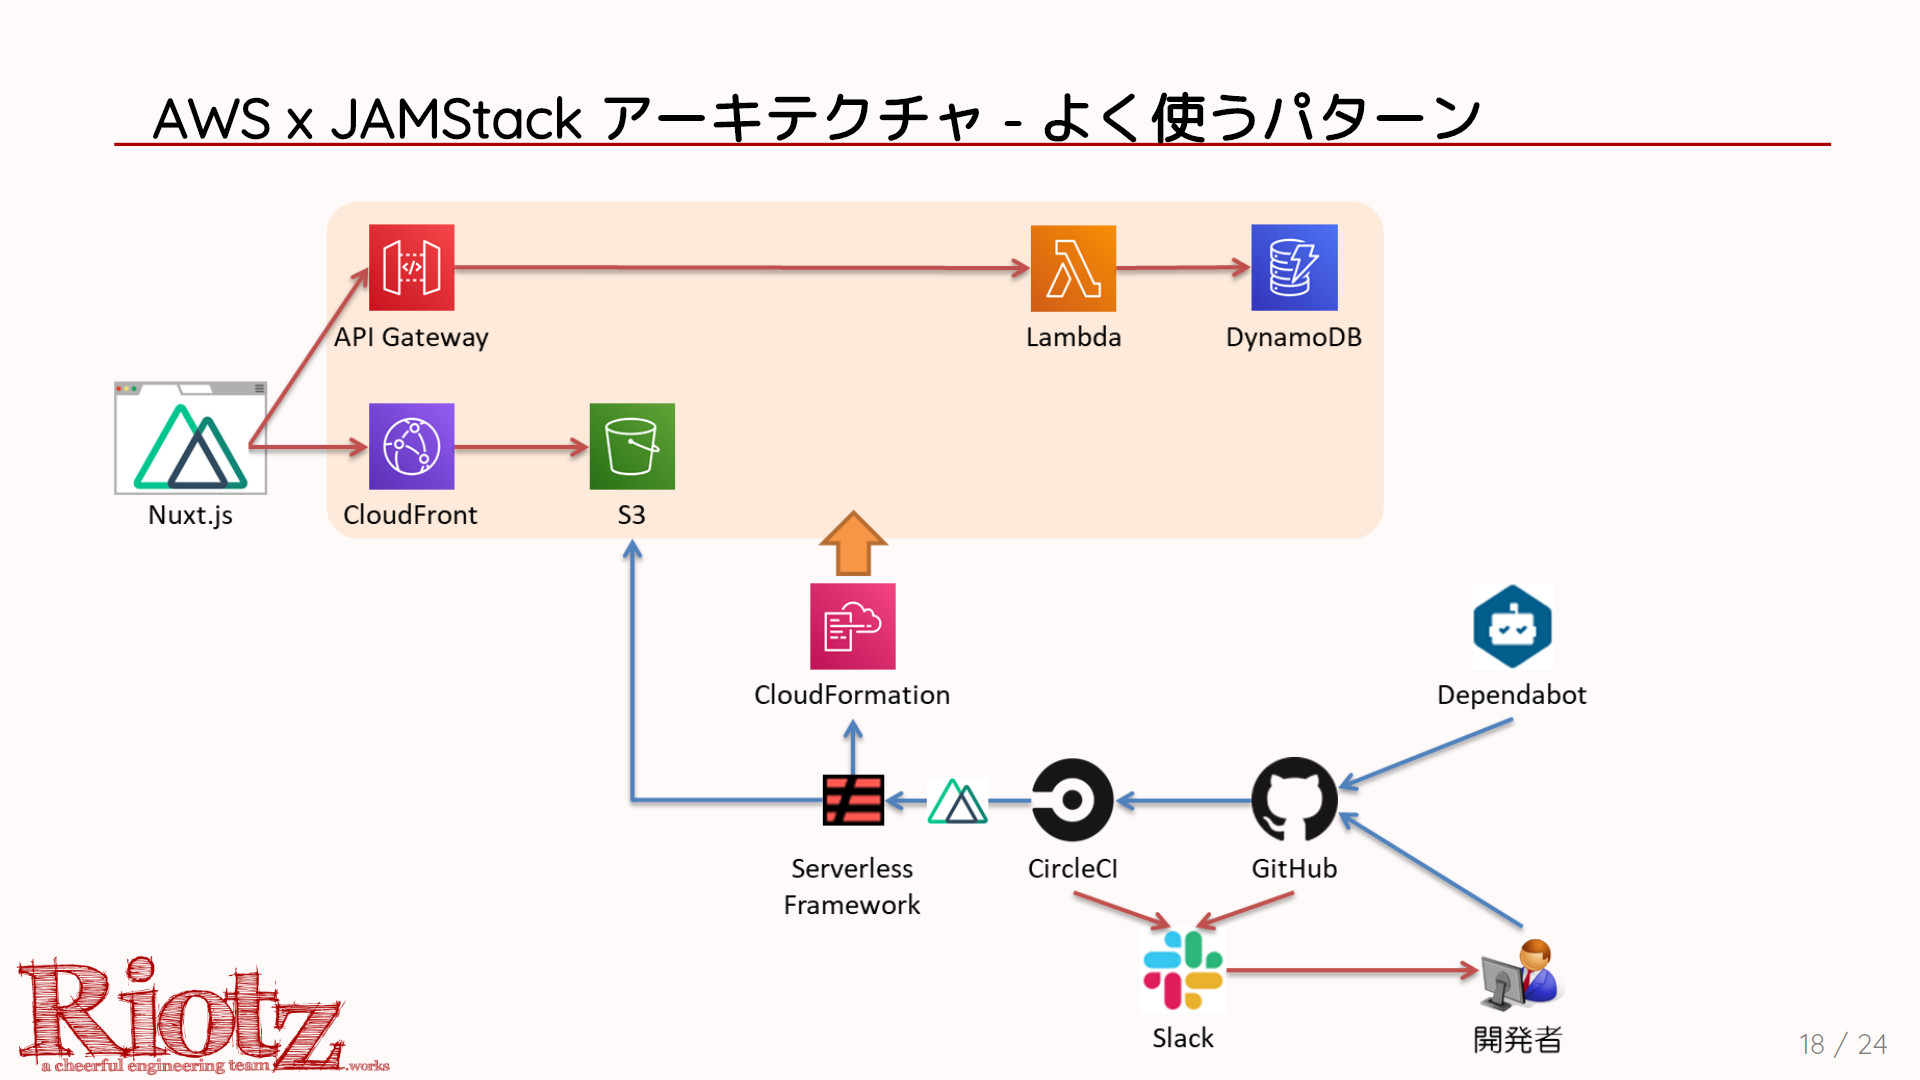 AWS x JAMStack アーキテクチャ - よく使うパターン
API Gateway
Lambda
DynamoDB
Nuxt.js
CloudFront
S3
CloudFormation
Dependabot
Serverless
Framework
CircleCI
GitHub
Slack
開発者
Riotz
a cheerful engineering team .works
18 / 24